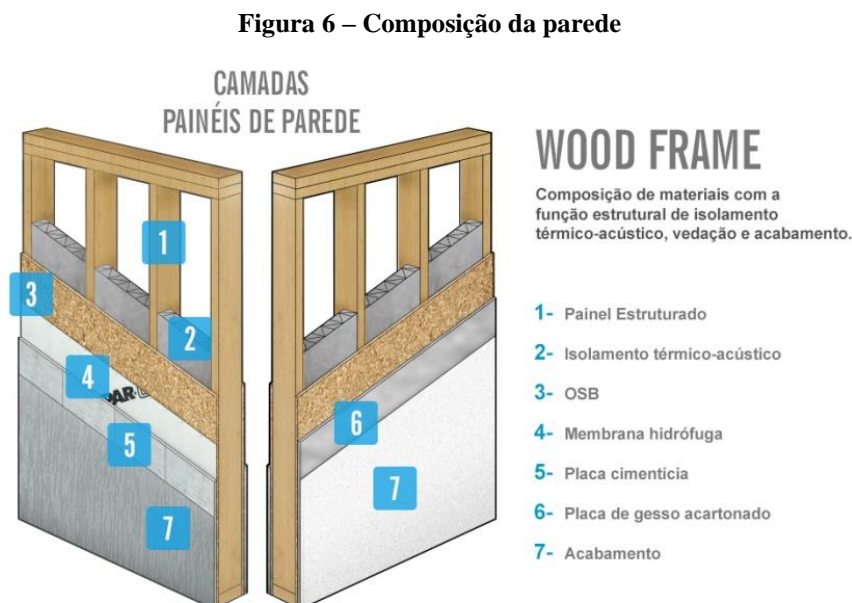 Figura 6 – Composição da parede
CAMADAS
PAINÉIS DE PAREDE
WOOD FRAME
Composição de materiais com a
função estrutural de isolamento
térmico-acústico, vedação e acabamento.
1- Painel Estruturado
2- Isolamento térmico-acústico
3- OSB
4- Membrana hidrófuga
5- Placa cimentícia
6- Placa de gesso acartonado
7- Acabamento
1
3
2
4
5
7
6
7